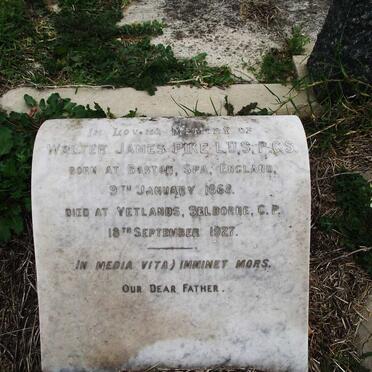 In Loving Memory of
Walter James Pike L.D.S. F.C.S.
Born at Boston, Spa, England,
9th January 1868.
Died at Vetlands, Selborne, C.P.
18th September 1927.
In media vita) imminet mors.
Our Dear Father.